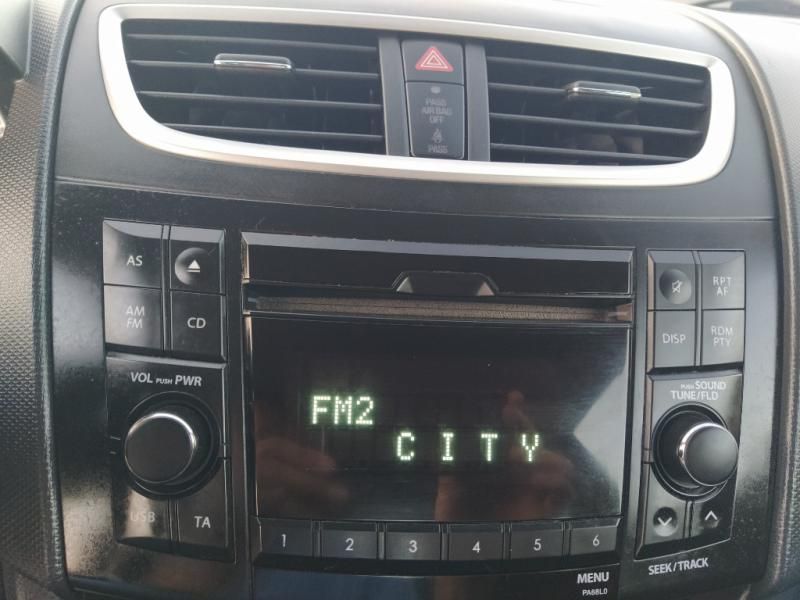 PASS
AIR BAG
OFF
PASS
AS
AM
FM
CD
VOL PUSH PWR
USB
TA
FM2
CITY
1 2 3 4 5 6
MENU
PA68L0
RPT
AF
DISP
RDM
PTY
PUSH SOUND
TUNE/FLD
SEEK/TRACK